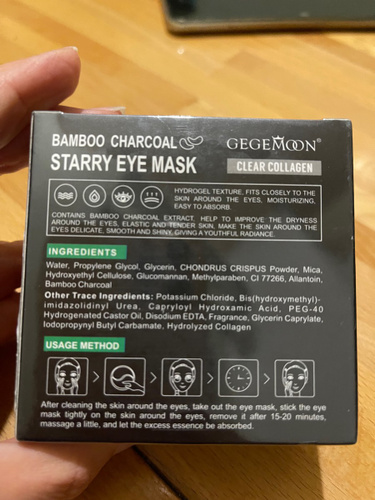 BAMBOO CHARCOAL
STARRY EYE MASK
GEGEMOON®
CLEAR COLLAGEN
HYDROGEL TEXTURE, FITS CLOSELY TO THE
SKIN AROUND THE EYES, MOISTURIZING,
EASY TO ABSORB.
CONTAINS BAMBOO CHARCOAL EXTRACT, HELP TO IMPROVE THE DRYNESS
AROUND THE EYES, ELASTIC AND TENDER SKIN, MAKE THE SKIN AROUND
EYES DELICATE, SMOOTH AND SHINY, GIVING A YOUTHFUL RADIANCE.
INGREDIENTS
Water, Propylene Glycol, Glycerin, CHONDRUS CRISPUS Powder, Mica,
Hydroxyethyl Cellulose, Glucomannan, Methylparaben, CI 77266, Allantoin,
Bamboo Charcoal
Other Trace Ingredients: Potassium Chloride, Bis(hydroxymethyl)-
imidazolidinyl Urea, Capryloyl Hydroxamic Acid, PEG-40
Hydrogenated Castor Oil, Disodium EDTA, Fragrance, Glycerin Caprylate,
Iodopropynyl Butyl Carbamate, Hydrolyzed Collagen
USAGE METHOD
After cleaning the skin around the eyes, take out the eye mask, stick the eye
mask tightly on the skin around the eyes, remove it after 15-20 minutes,
massage a little, and let the excess essence be absorbed.